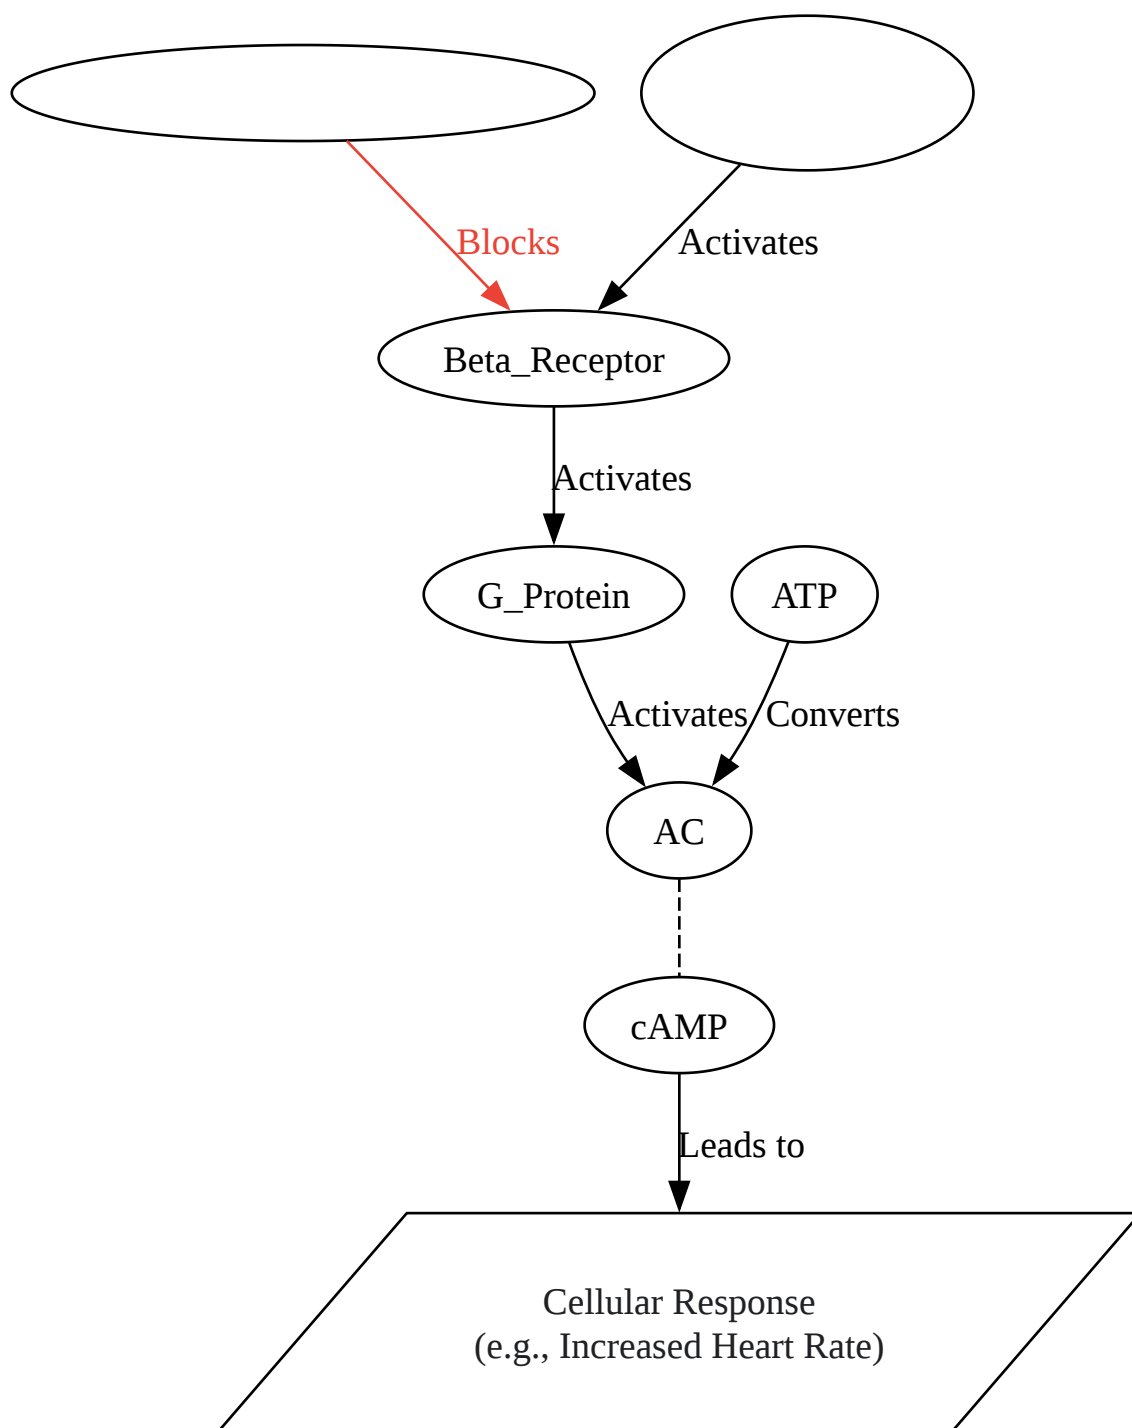 Blocks
Activates
Beta_Receptor
Activates
G_Protein
ATP
Activates
Converts
AC
cAMP
Leads to
Cellular Response
(e.g., Increased Heart Rate)